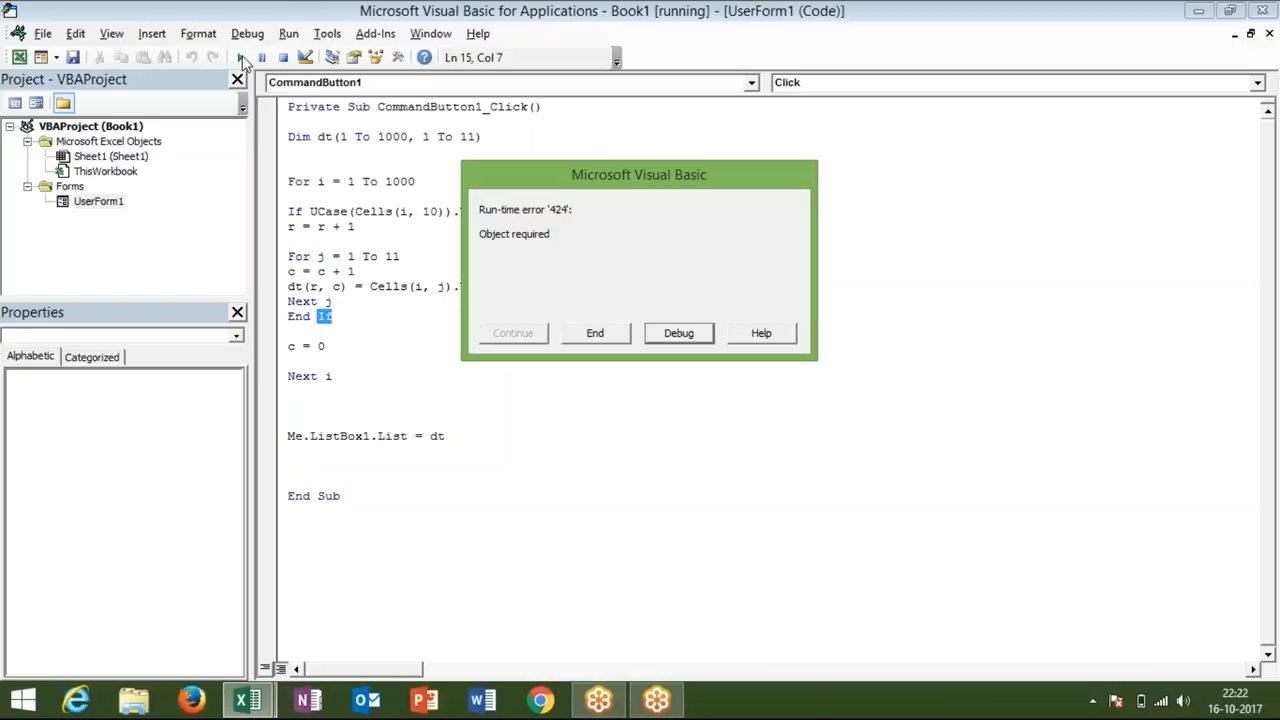 Microsoft Visual Basic for Applications - Book1 [running] - [UserForm1 (Code)]
File Edit View Insert Format Debug Run Tools Add-Ins Window Help
Ln 15, Col 7
Project - VBAProject
CommandButton1
Click
VBAProject (Book1)
Microsoft Excel Objects
Sheet1 (Sheet1)
ThisWorkbook
Forms
UserForm1
Properties
Alphabetic Categorized
Private Sub CommandButton1_Click()
Dim dt(1 To 1000, 1 To 11)
For i = 1 To 1000
If UCase(Cells(i, 10)).
r = r + 1
For j = 1 To 11
c = c + 1
dt(r, c) = Cells(i, j).
Next j
End If
c = 0
Next i
Me.ListBox1.List = dt
End Sub
Microsoft Visual Basic
Run-time error '424':
Object required
Continue End Debug Help
22:22
16-10-2017